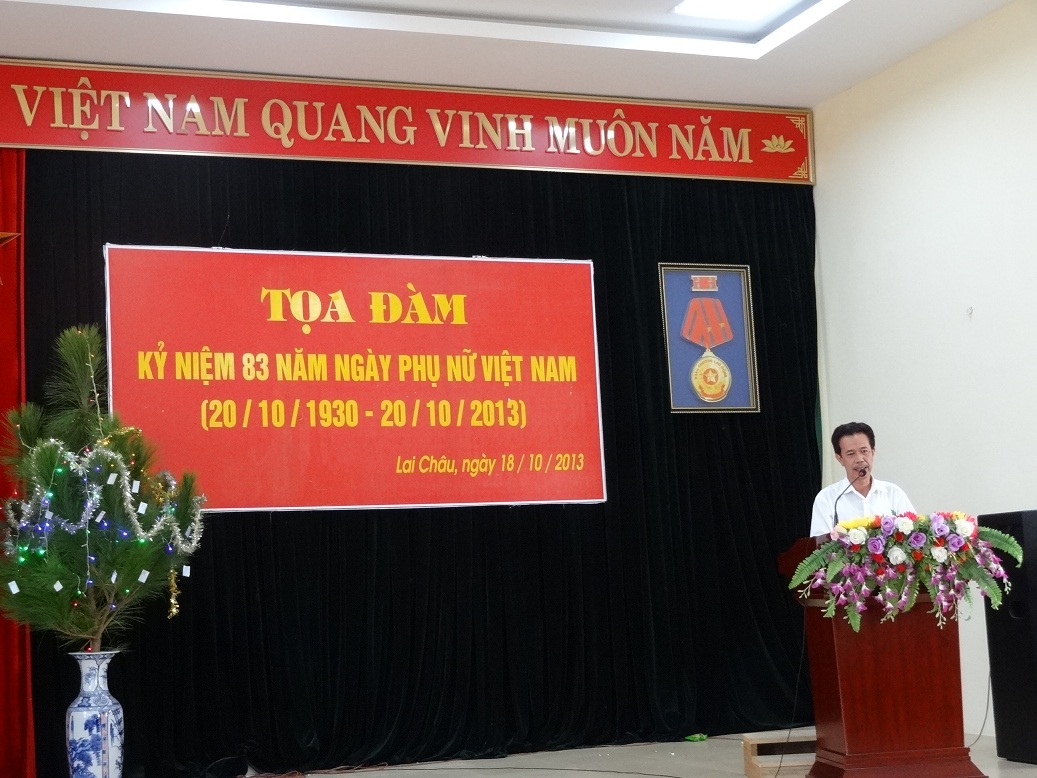 VIỆT NAM QUANG VINH MUÔN NĂM
TỌA ĐÀM
KỶ NIỆM 83 NĂM NGÀY PHỤ NỮ VIỆT NAM
(20 / 10 / 1930 - 20 / 10 / 2013)
Lai Châu, ngày 18 / 10 / 2013